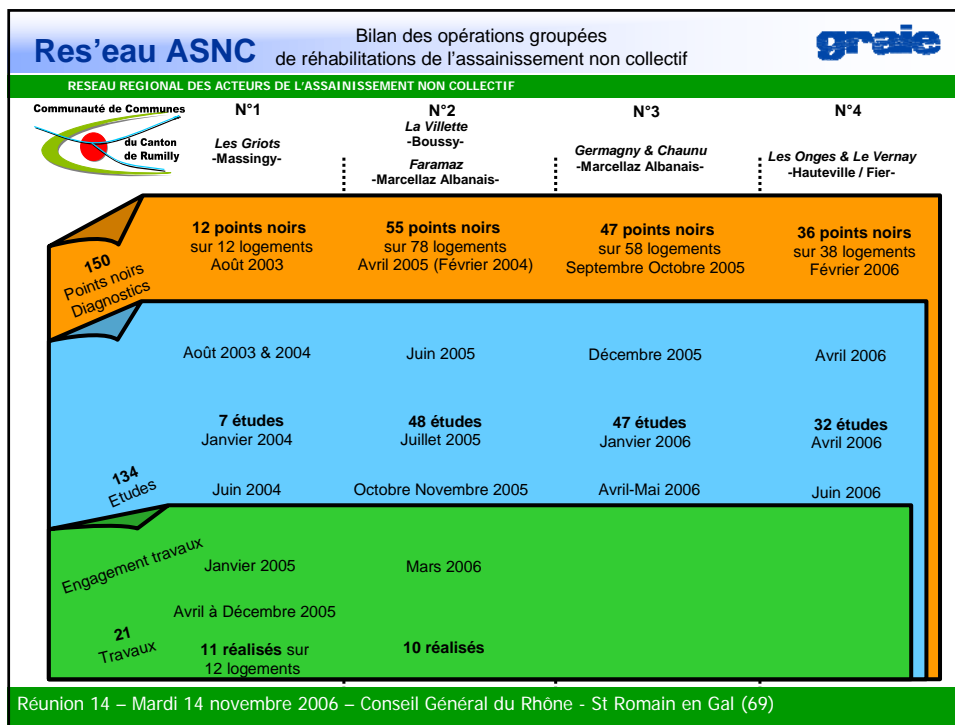 Res'eau ASNC
Bilan des opérations groupées
de réhabilitations de l'assainissement non collectif
graie
RESEAU REGIONAL DES ACTEURS DE L'ASSAINISSEMENT NON COLLECTIF
Communauté de Communes
du Canton
de Rumilly
N°1
Les Griots
-Massingy-
N°2
La Villette
-Boussy-
Faramaz
-Marcellaz Albanais-
N°3
Germagny & Chaunu
-Marcellaz Albanais-
N°4
Les Onges & Le Vernay
-Hauteville / Fier-
150
Points noirs
Diagnostics
12 points noirs
sur 12 logements
Août 2003
55 points noirs
sur 78 logements
Avril 2005 (Février 2004)
47 points noirs
sur 58 logements
Septembre Octobre 2005
36 points noirs
sur 38 logements
Février 2006
Août 2003 & 2004
Juin 2005
Décembre 2005
Avril 2006
7 études
Janvier 2004
48 études
Juillet 2005
47 études
Janvier 2006
32 études
Avril 2006
134
Etudes
Juin 2004
Octobre Novembre 2005
Avril-Mai 2006
Juin 2006
Engagement travaux
Janvier 2005
Mars 2006
Avril à Décembre 2005
21
Travaux
11 réalisés sur
12 logements
10 réalisés
Réunion 14 – Mardi 14 novembre 2006 – Conseil Général du Rhône - St Romain en Gal (69)